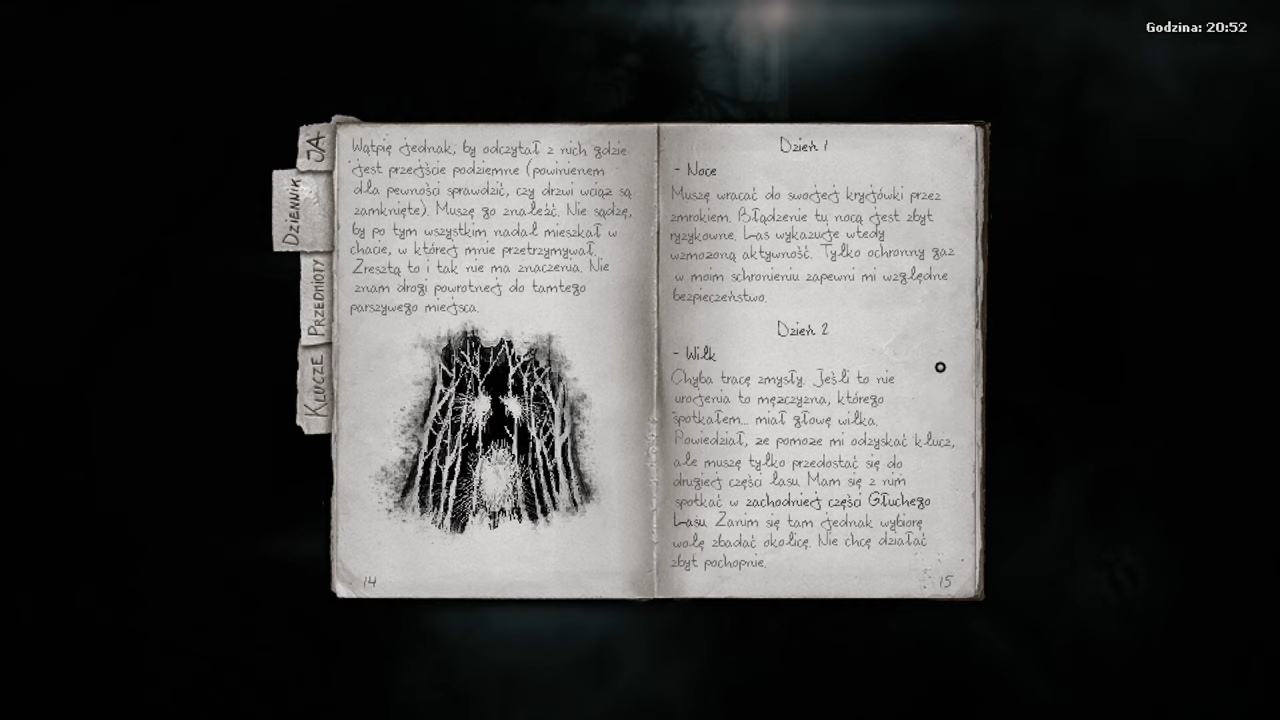 Godzina: 20:52
JA
DZIENNIK
PRZEDMIOTY
KLUCZE
Wątpię jednak, by odczytał z nich gdzie
jest przejście podziemne (powinienem
dla pewności sprawdzić, czy drzwi wciąż są
zamknięte). Muszę go znaleźć. Nie sądzę,
by po tym wszystkim nadal mieszkał w
chacie, w której mnie przetrzymywał.
Zresztą to i tak nie ma znaczenia. Nie
znam drogi powrotnej do tamtego
parszywego miejsca.
14
Dzień 1
- Noce
Muszę wracać do swojej kryjówki przez
zmrokiem. Błądzenie tu nocą jest zbyt
ryzykowne. Las wykazuje wtedy
wzmożoną aktywność. Tylko ochronny gaz
w moim schronieniu zapewni mi względne
bezpieczeństwo.
Dzień 2
- Wilk
Chyba tracę zmysły. Jeśli to nie
urojenia to mężczyzna, którego
spotkałem... miał głowę wilka.
Powiedział, że pomoże mi odzyskać klucz,
ale muszę tylko przedostać się do
drugiej części lasu. Mam się z nim
spotkać w zachodniej części Głuchego
Lasu Zanim się tam jednak wybiorę
wolę zbadać okolicę. Nie chcę działać
zbyt pochopnie.
15